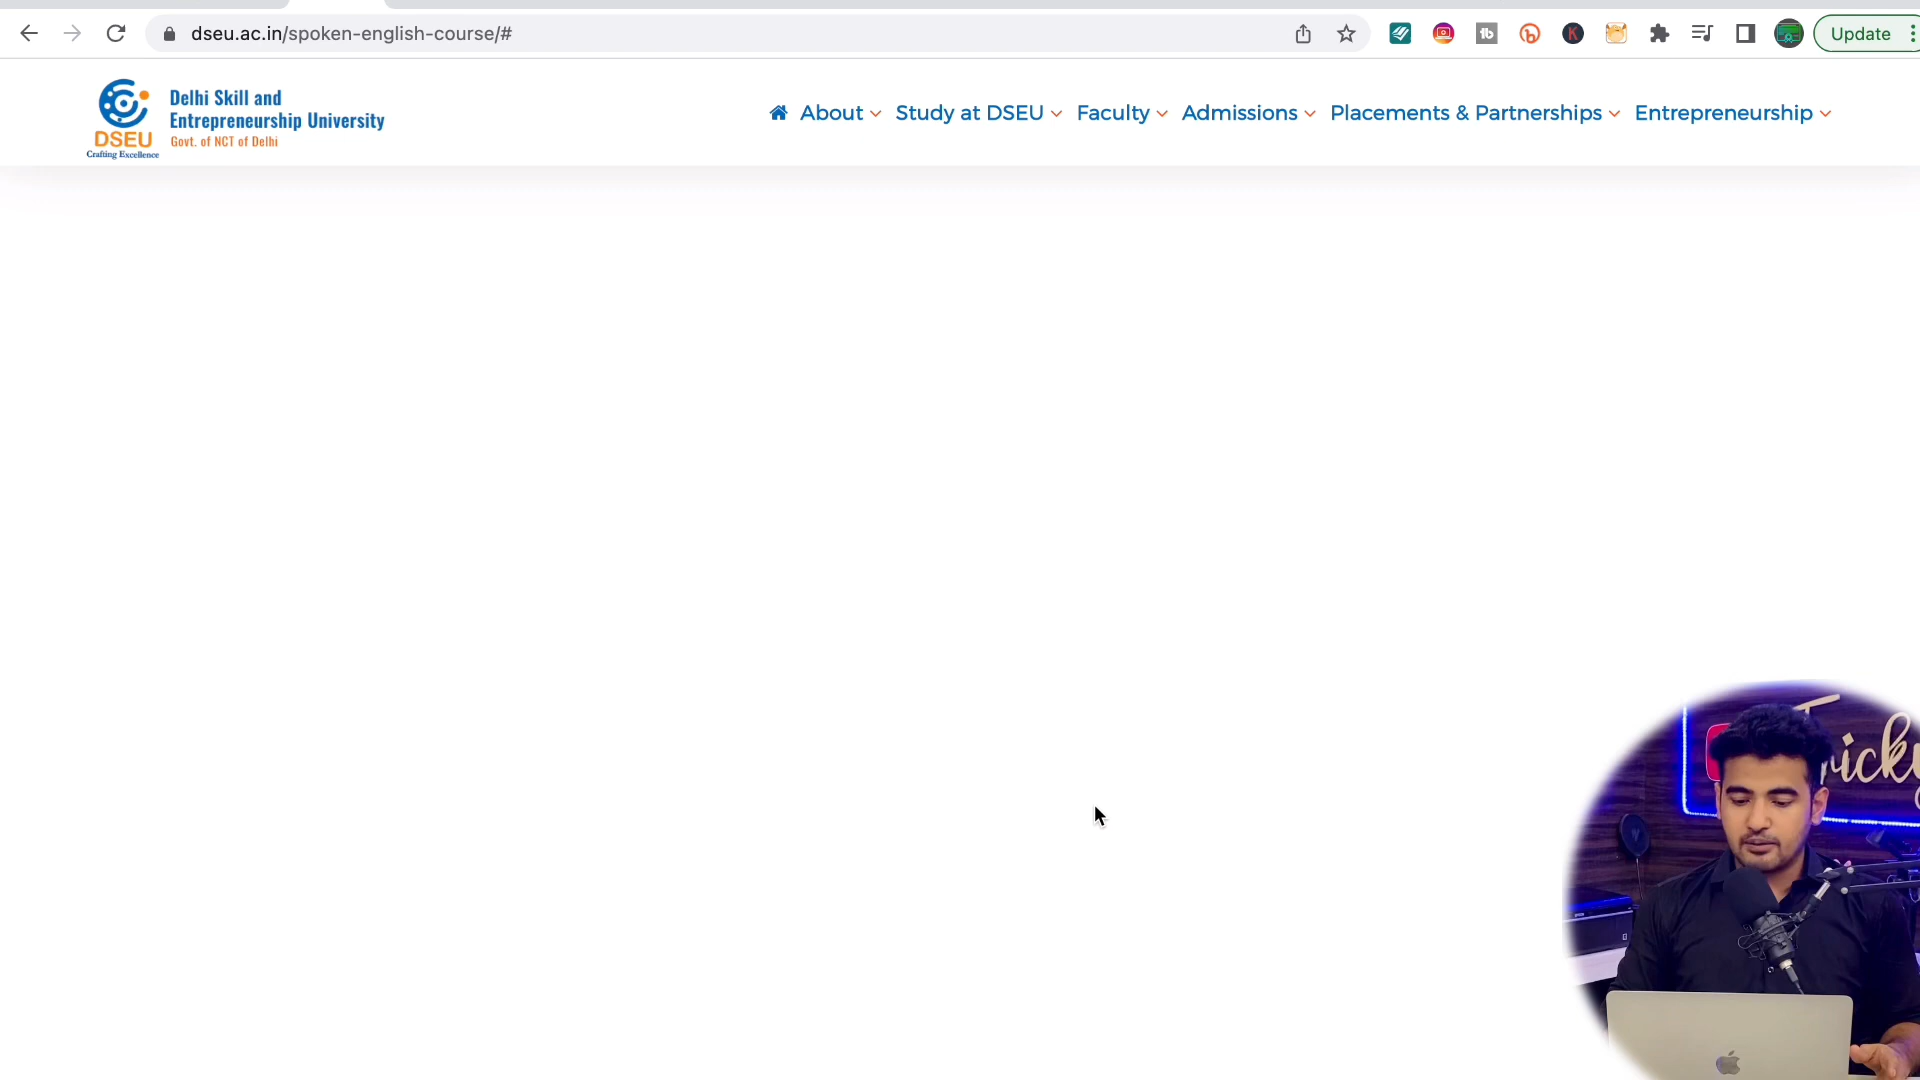 dseu.ac.in/spoken-english-course/#
Update
DSEU
Crafting Excellence
Delhi Skill and
Entrepreneurship University
Govt. of NCT of Delhi
About
Study at DSEU
Faculty
Admissions
Placements & Partnerships
Entrepreneurship